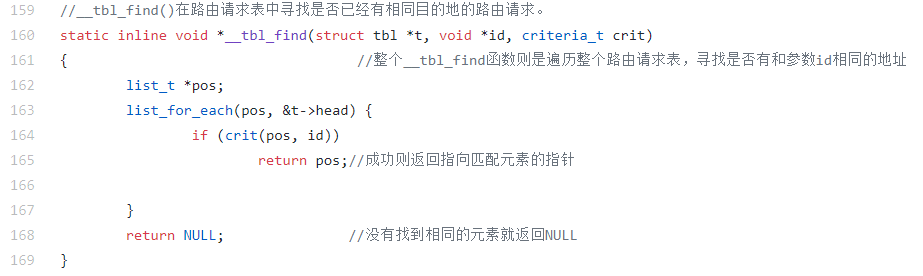 159 //__tbl_find()在路由请求表中寻找是否已经有相同目的地的路由请求。
160 static inline void *__tbl_find(struct tbl *t, void *id, criteria_t crit)
161 { //整个__tbl_find函数则是遍历整个路由请求表，寻找是否有和参数id相同的地址
162 list_t *pos;
163 list_for_each(pos, &t->head) {
164 if (crit(pos, id))
165 return pos;//成功则返回指向匹配元素的指针
166
167 }
168 return NULL; //没有找到相同的元素就返回NULL
169 }